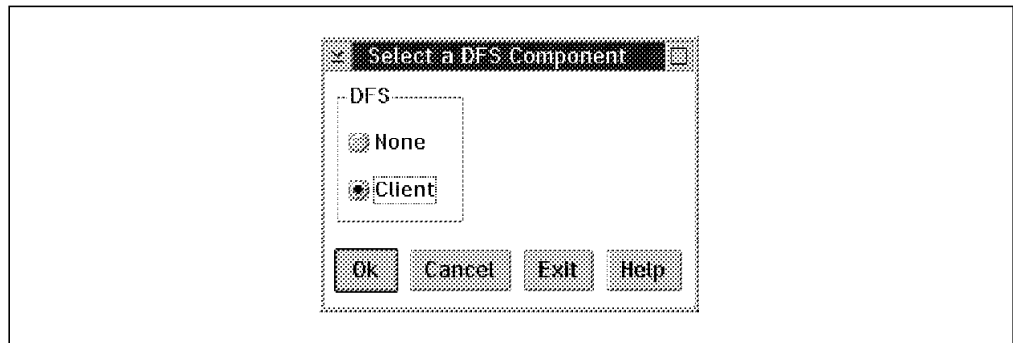 Select a DFS Component
DFS
None
Client
Ok Cancel Exit Help